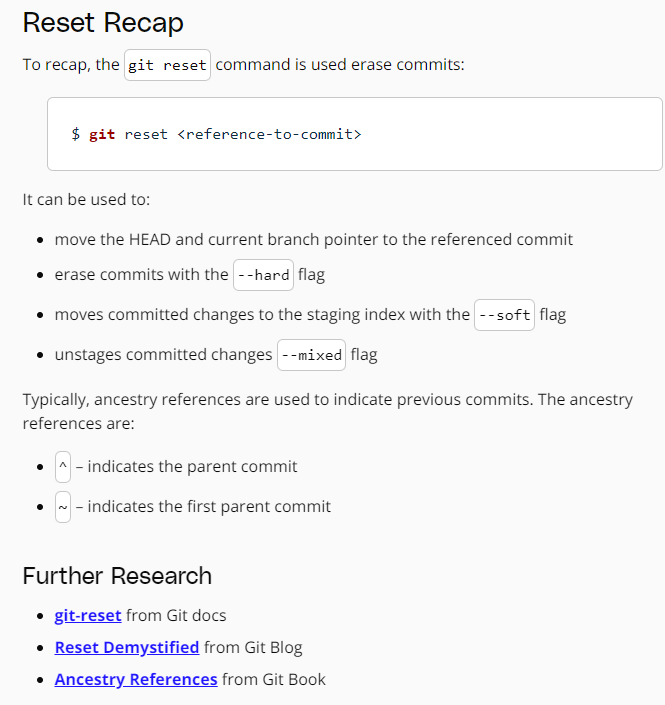 Reset Recap
To recap, the git reset command is used erase commits:
$ git reset <reference-to-commit>
It can be used to:
• move the HEAD and current branch pointer to the referenced commit
• erase commits with the --hard flag
• moves committed changes to the staging index with the --soft flag
• unstages committed changes --mixed flag
Typically, ancestry references are used to indicate previous commits. The ancestry
references are:
• ^ – indicates the parent commit
• ~ – indicates the first parent commit
Further Research
• git-reset from Git docs
• Reset Demystified from Git Blog
• Ancestry References from Git Book